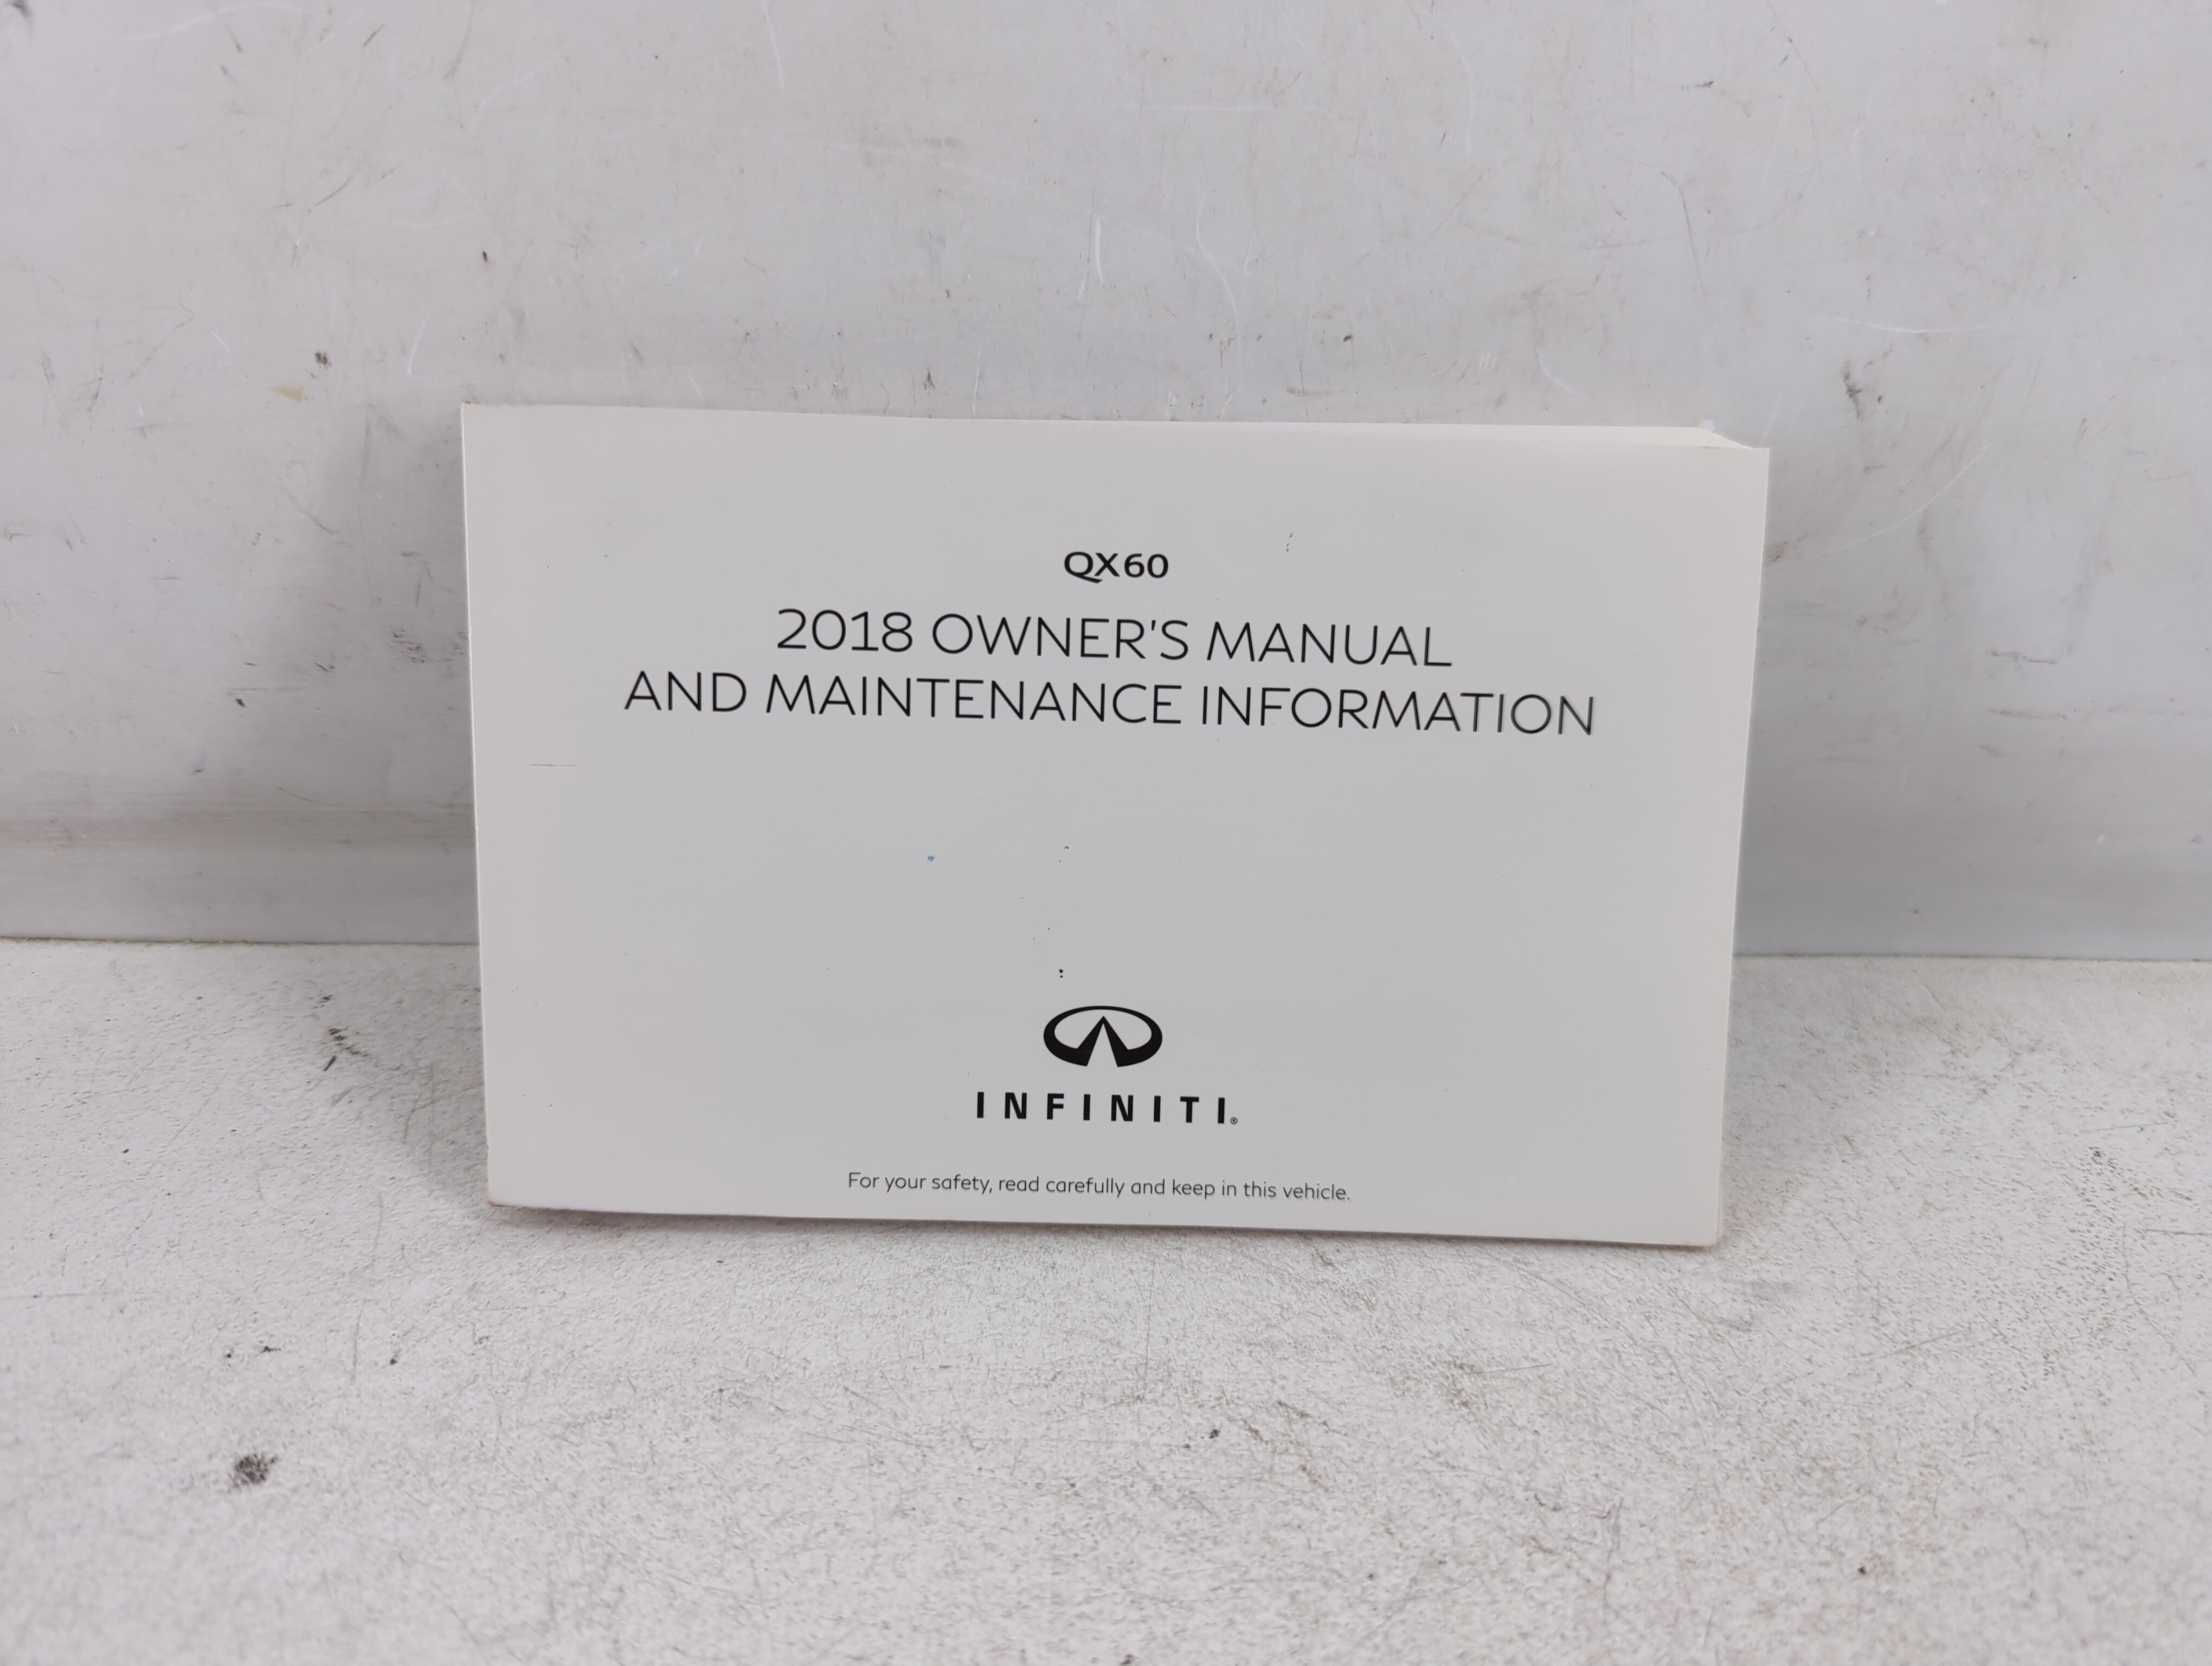 QX60
2018 OWNER'S MANUAL
AND MAINTENANCE INFORMATION
INFINITI®
For your safety, read carefully and keep in this vehicle.